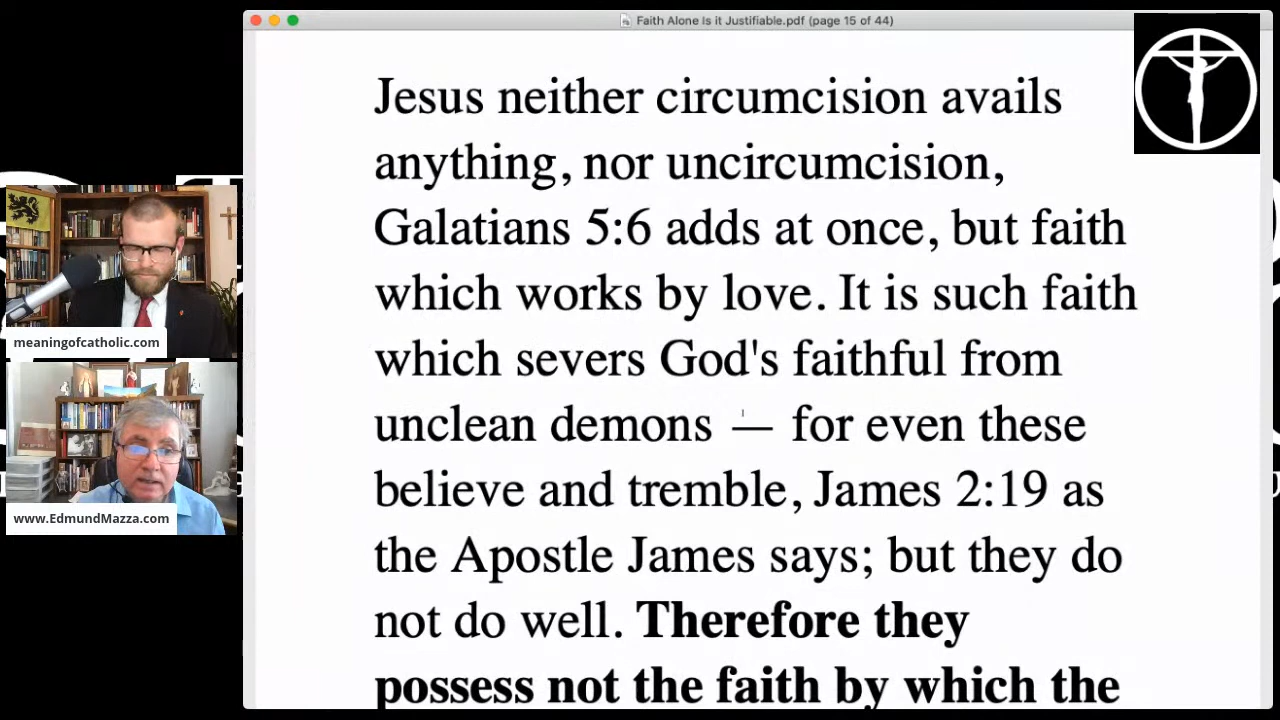 Faith Alone Is it Justifiable.pdf (page 15 of 44)
Jesus neither circumcision avails
anything, nor uncircumcision,
Galatians 5:6 adds at once, but faith
which works by love. It is such faith
which severs God's faithful from
unclean demons — for even these
believe and tremble, James 2:19 as
the Apostle James says; but they do
not do well. Therefore they
possess not the faith by which the
meaningofcatholic.com
www.EdmundMazza.com